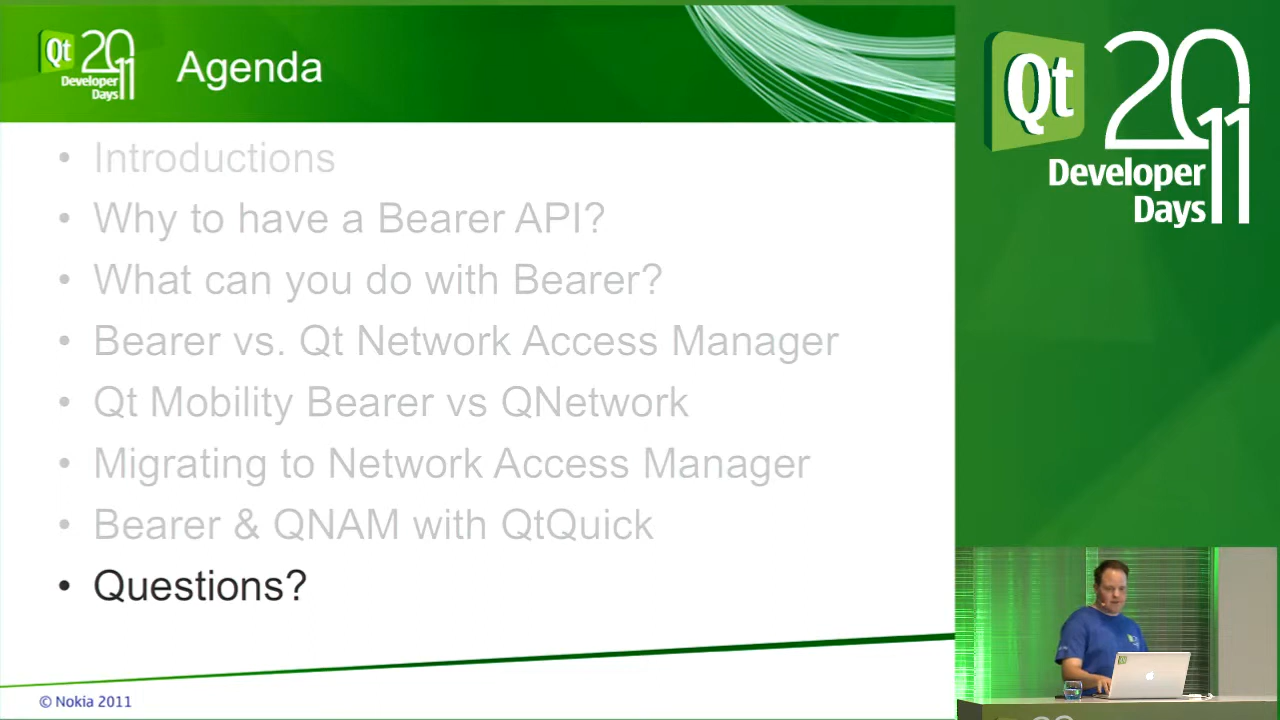 Qt 2011
Developer
Days
Agenda
• Introductions
• Why to have a Bearer API?
• What can you do with Bearer?
• Bearer vs. Qt Network Access Manager
• Qt Mobility Bearer vs QNetwork
• Migrating to Network Access Manager
• Bearer & QNAM with QtQuick
• Questions?
© Nokia 2011
Qt 2011
Developer
Days